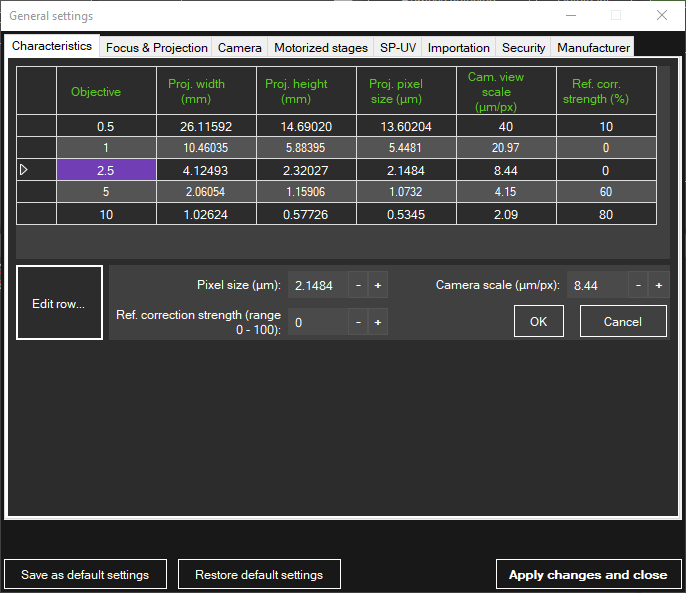 General settings
Characteristics Focus & Projection Camera Motorized stages SP-UV Importation Security Manufacturer
Objective Proj. width (mm) Proj. height (mm) Proj. pixel size (µm) Cam. view scale (µm/px) Ref. corr. strength (%)
0.5 26.11592 14.69020 13.60204 40 10
1 10.46035 5.88395 5.4481 20.97 0
2.5 4.12493 2.32027 2.1484 8.44 0
5 2.06054 1.15906 1.0732 4.15 60
10 1.02624 0.57726 0.5345 2.09 80
Edit row...
Pixel size (µm): 2.1484 - + Camera scale (µm/px): 8.44 - +
Ref. correction strength (range
0 - 100): 0 - + OK Cancel
Save as default settings Restore default settings Apply changes and close